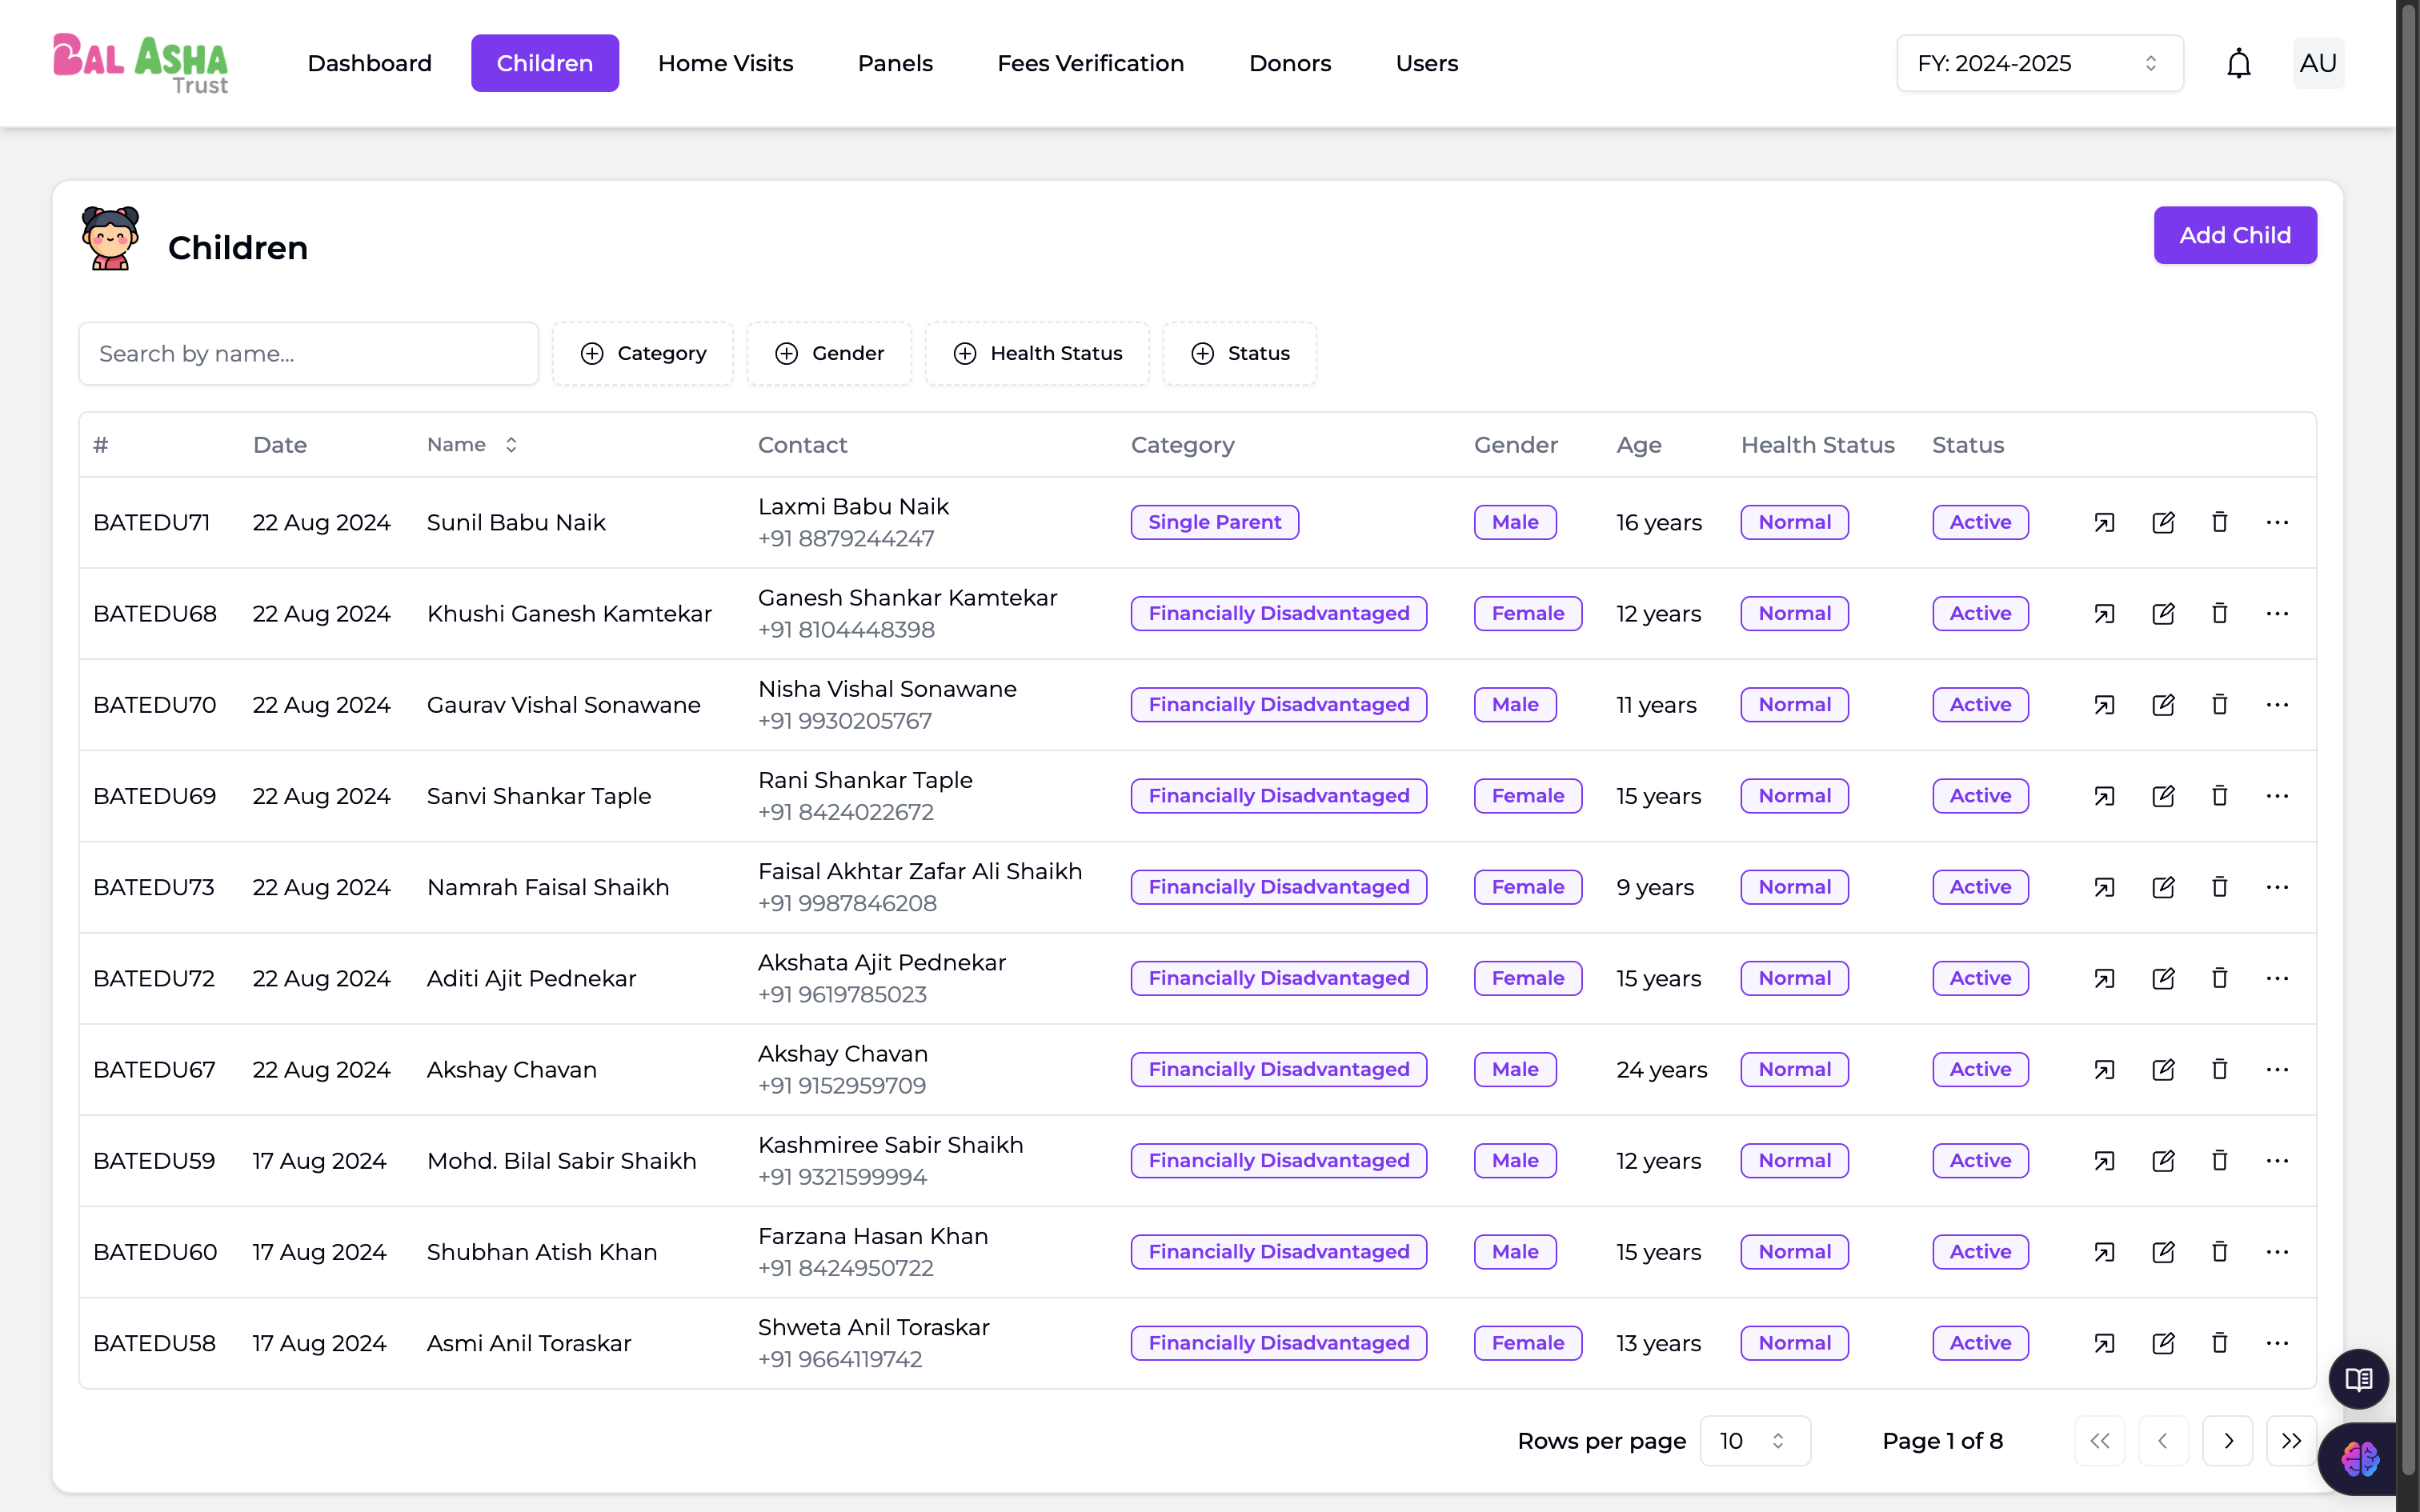 BAL ASHA
Trust
Dashboard
Children
Home Visits
Panels
Fees Verification
Donors
Users
FY: 2024-2025
AU
Children
Add Child
Search by name...
Category
Gender
Health Status
Status
# Date Name Contact Category Gender Age Health Status Status
BATEDU71 22 Aug 2024 Sunil Babu Naik Laxmi Babu Naik Single Parent Male 16 years Normal Active
+91 8879244247
BATEDU68 22 Aug 2024 Khushi Ganesh Kamtekar Ganesh Shankar Kamtekar Financially Disadvantaged Female 12 years Normal Active
+91 8104448398
BATEDU70 22 Aug 2024 Gaurav Vishal Sonawane Nisha Vishal Sonawane Financially Disadvantaged Male 11 years Normal Active
+91 9930205767
BATEDU69 22 Aug 2024 Sanvi Shankar Taple Rani Shankar Taple Financially Disadvantaged Female 15 years Normal Active
+91 8424022672
BATEDU73 22 Aug 2024 Namrah Faisal Shaikh Faisal Akhtar Zafar Ali Shaikh Financially Disadvantaged Female 9 years Normal Active
+91 9987846208
BATEDU72 22 Aug 2024 Aditi Ajit Pednekar Akshata Ajit Pednekar Financially Disadvantaged Female 15 years Normal Active
+91 9619785023
BATEDU67 22 Aug 2024 Akshay Chavan Akshay Chavan Financially Disadvantaged Male 24 years Normal Active
+91 9152959709
BATEDU59 17 Aug 2024 Mohd. Bilal Sabir Shaikh Kashmiree Sabir Shaikh Financially Disadvantaged Male 12 years Normal Active
+91 9321599994
BATEDU60 17 Aug 2024 Shubhan Atish Khan Farzana Hasan Khan Financially Disadvantaged Male 15 years Normal Active
+91 8424950722
BATEDU58 17 Aug 2024 Asmi Anil Toraskar Shweta Anil Toraskar Financially Disadvantaged Female 13 years Normal Active
+91 9664119742
Rows per page 10 Page 1 of 8